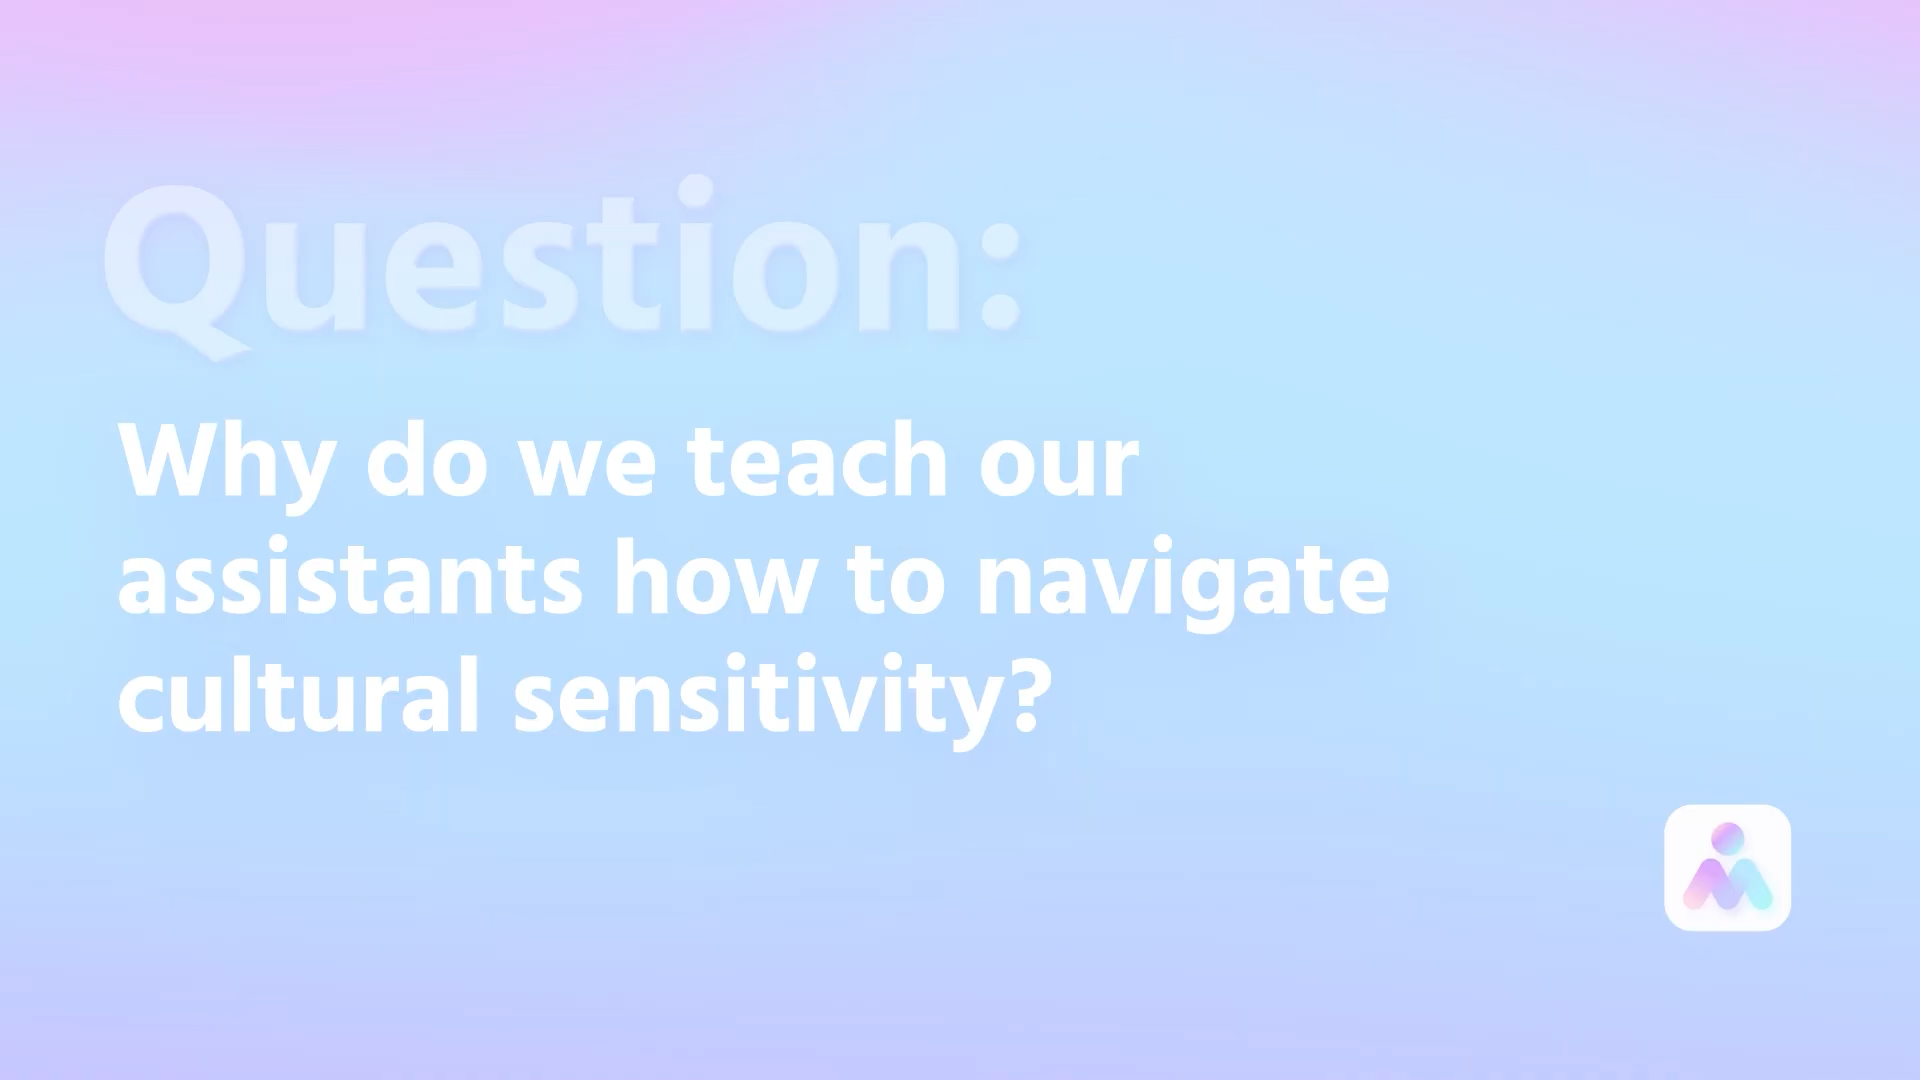 Question:
Why do we teach our
assistants how to navigate
cultural sensitivity?